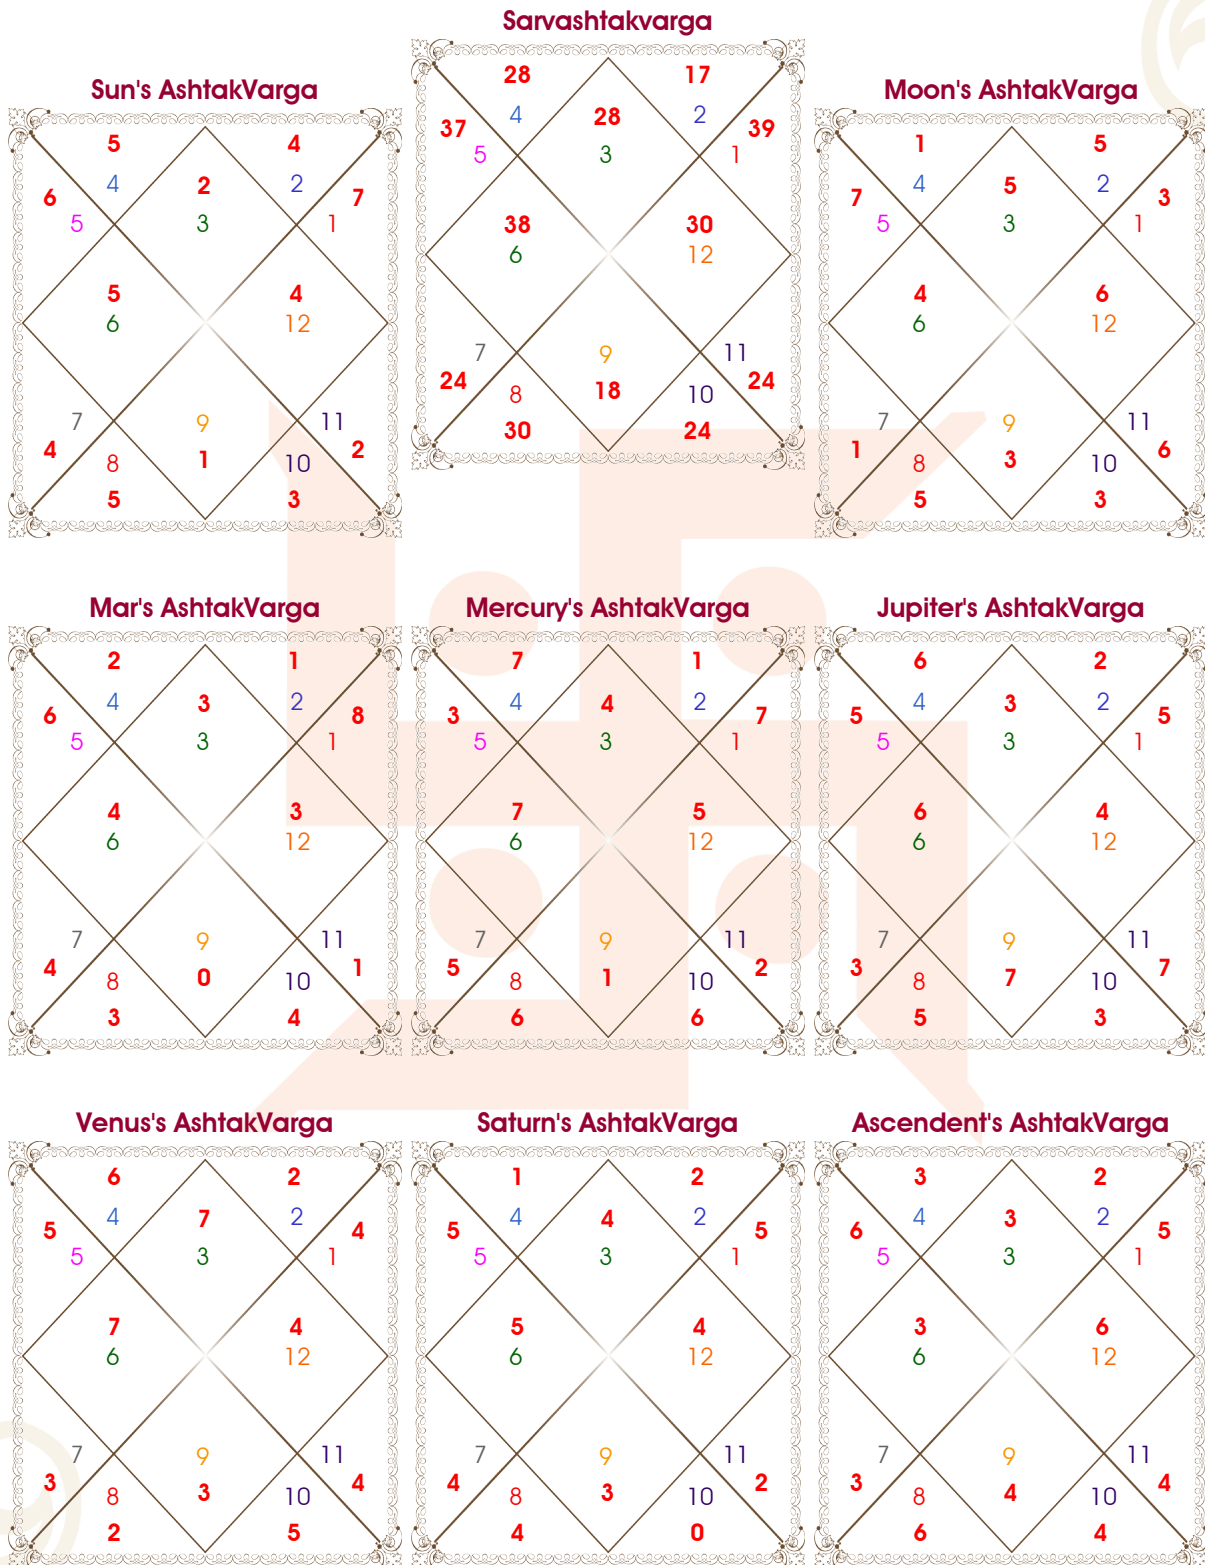 Sarvashtakvarga
28 17
4 28 2
37 39
5 3 1
38 30
6 12
7 9 11
24 18 24
8 10
30 24
Sun's AshtakVarga
5 4
4 2 2
6 7
5 3 1
5 4
6 12
7 9 11
4 1 2
8 10
5 3
Moon's AshtakVarga
1 5
4 5 2
7 3
5 3 1
4 6
6 12
7 9 11
1 3 6
8 10
5 3
Mar's AshtakVarga
2 1
4 3 2
6 8
5 3 1
4 3
6 12
7 9 11
4 0 1
8 10
3 4
Mercury's AshtakVarga
7 1
4 4 2
3 7
5 3 1
7 5
6 12
7 9 11
5 1 2
8 10
6 6
Jupiter's AshtakVarga
6 2
4 3 2
5 5
5 3 1
6 4
6 12
7 9 11
3 7 7
8 10
5 3
Venus's AshtakVarga
6 2
4 7 2
5 4
5 3 1
7 4
6 12
7 9 11
3 3 4
8 10
2 5
Saturn's AshtakVarga
1 2
4 4 2
5 5
5 3 1
5 4
6 12
7 9 11
4 3 2
8 10
4 0
Ascendent's AshtakVarga
3 2
4 3 2
6 5
5 3 1
3 6
6 12
7 9 11
3 4 4
8 10
6 4